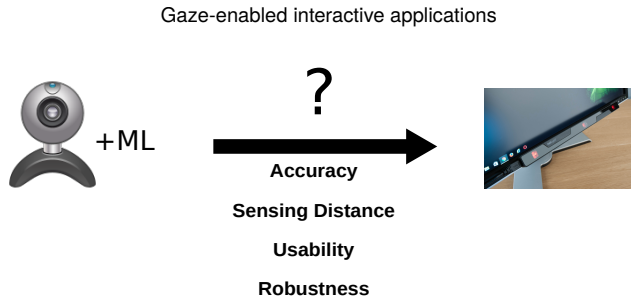 Gaze-enabled interactive applications
?
+ML
Accuracy
Sensing Distance
Usability
Robustness